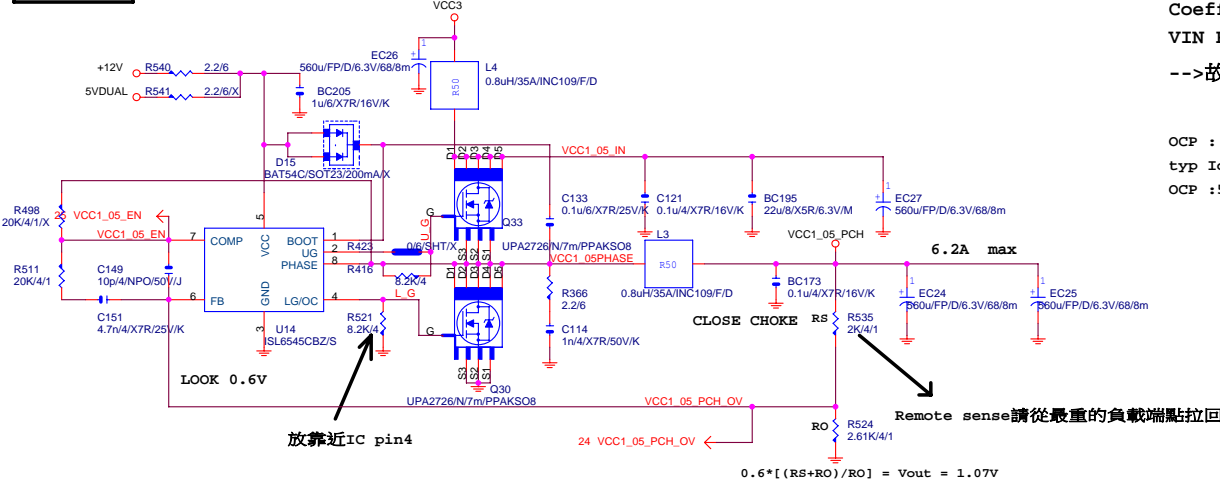 VCC3
Coeff
VIN
-->故
OCP :
typ
OCP :
+12V
R540
2.2/6
5VDUAL
R541
2.2/6/X
BC205
1u/6/X7R/16V/K
EC26
560u/FP/D/6.3V/68/8m
1
R50
L4
0.8uH/35A/INC109/F/D
D15
BAT54C/SOT23/200mA/X
D1
D2
D3
D4
D5
VCC1_05_IN
R498
20K/4/1/X
25 VCC1_05_EN
VCC1_05_EN
R511
20K/4/1
C149
10p/4/NPO/50V/J
C151
4.7n/4/X7R/25V/K
5
7
COMP
VCC
BOOT
1
UG
2
PHASE
8
6
FB
GND
LG/OC
4
3
U14
ISL6545CBZ/S
LOOK 0.6V
R423
0/6/SHT/X
R416
8.2K/4
U_G
G
L_G
R521
8.2K/4
Q33
UPA2726/N/7m/PPAKSO8
S3
S2
S1
D1
D2
D3
D4
D5
G
S3
S2
S1
Q30
UPA2726/N/7m/PPAKSO8
C133
0.1u/6/X7R/25V/K
C121
0.1u/4/X7R/16V/K
BC195
22u/8/X5R/6.3V/M
1
EC27
560u/FP/D/6.3V/68/8m
VCC1_05PHASE
R366
2.2/6
C114
1n/4/X7R/50V/K
L3
R50
0.8uH/35A/INC109/F/D
VCC1_05_PCH
6.2A max
BC173
0.1u/4/X7R/16V/K
CLOSE CHOKE
RS
R535
2K/4/1
1
EC24
560u/FP/D/6.3V/68/8m
1
EC25
560u/FP/D/6.3V/68/8m
VCC1_05_PCH_OV
24 VCC1_05_PCH_OV
Remote sense請從最重的負載端點拉回
RO
R524
2.61K/4/1
放靠近IC pin4
0.6*[(RS+RO)/RO] = Vout = 1.07V